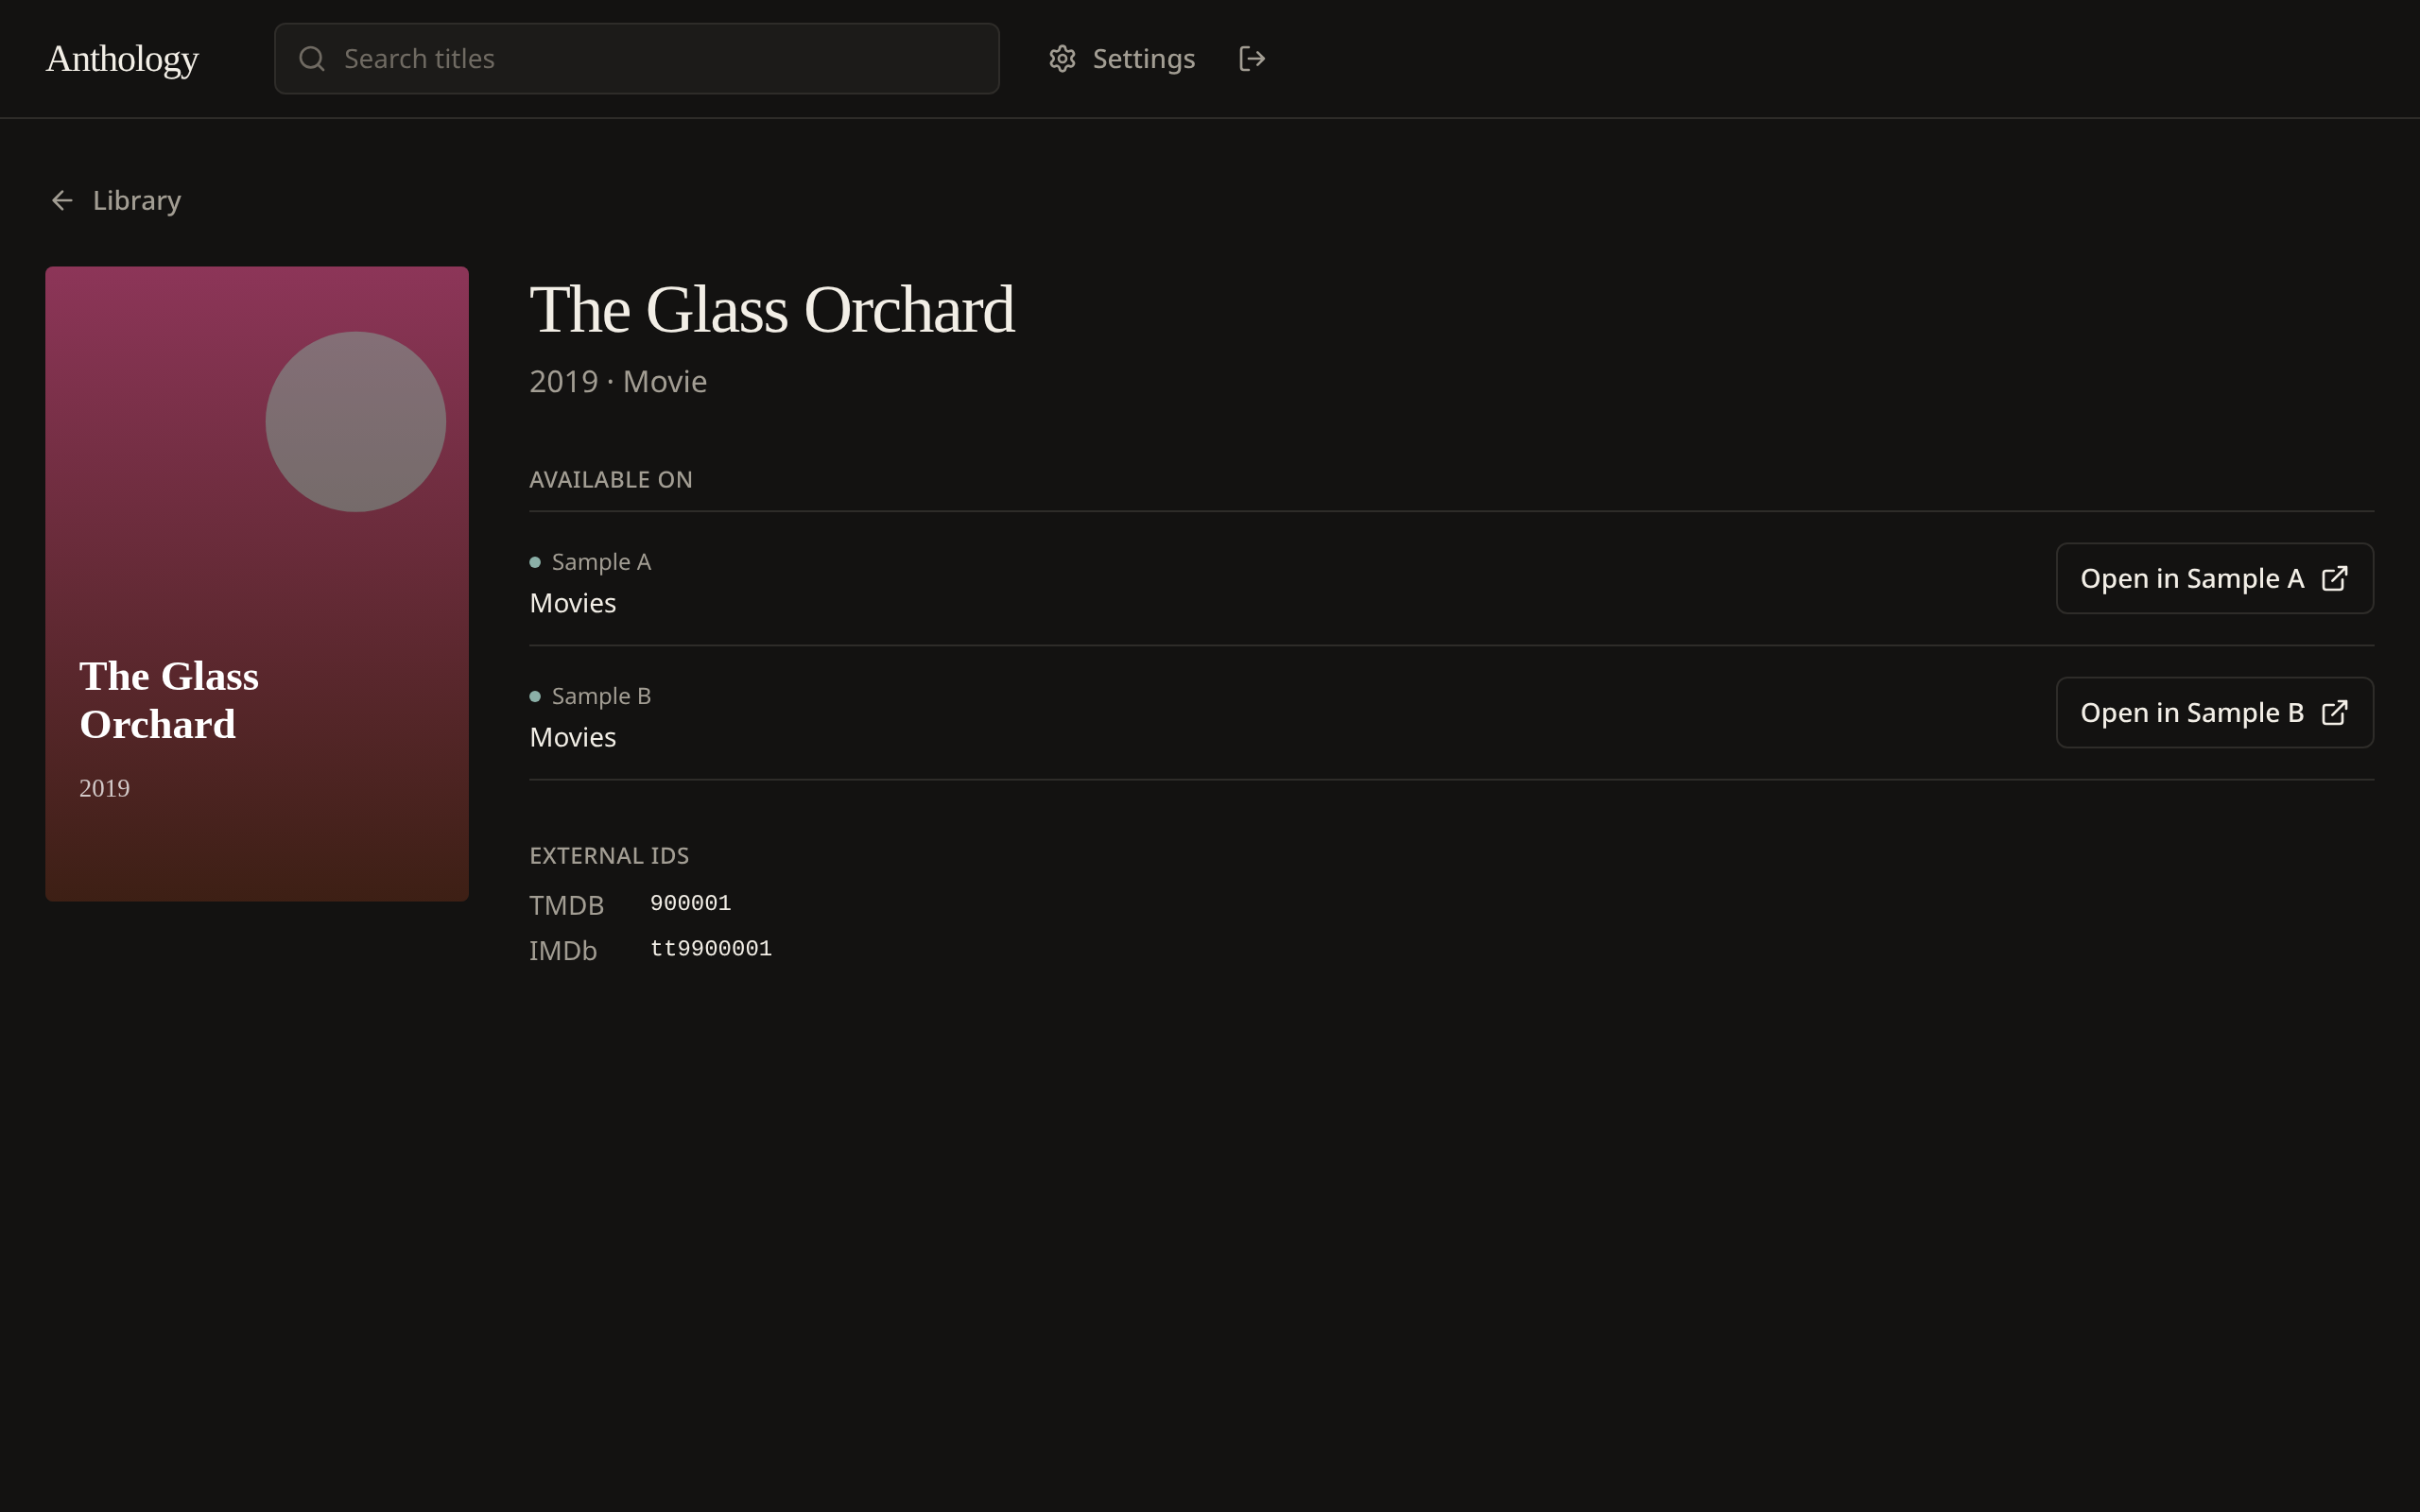 Anthology
Search titles
Settings
Library
The Glass
Orchard
2019
The Glass Orchard
2019 · Movie
AVAILABLE ON
Sample A
Movies
Open in Sample A
Sample B
Movies
Open in Sample B
EXTERNAL IDS
TMDB 900001
IMDb tt9900001